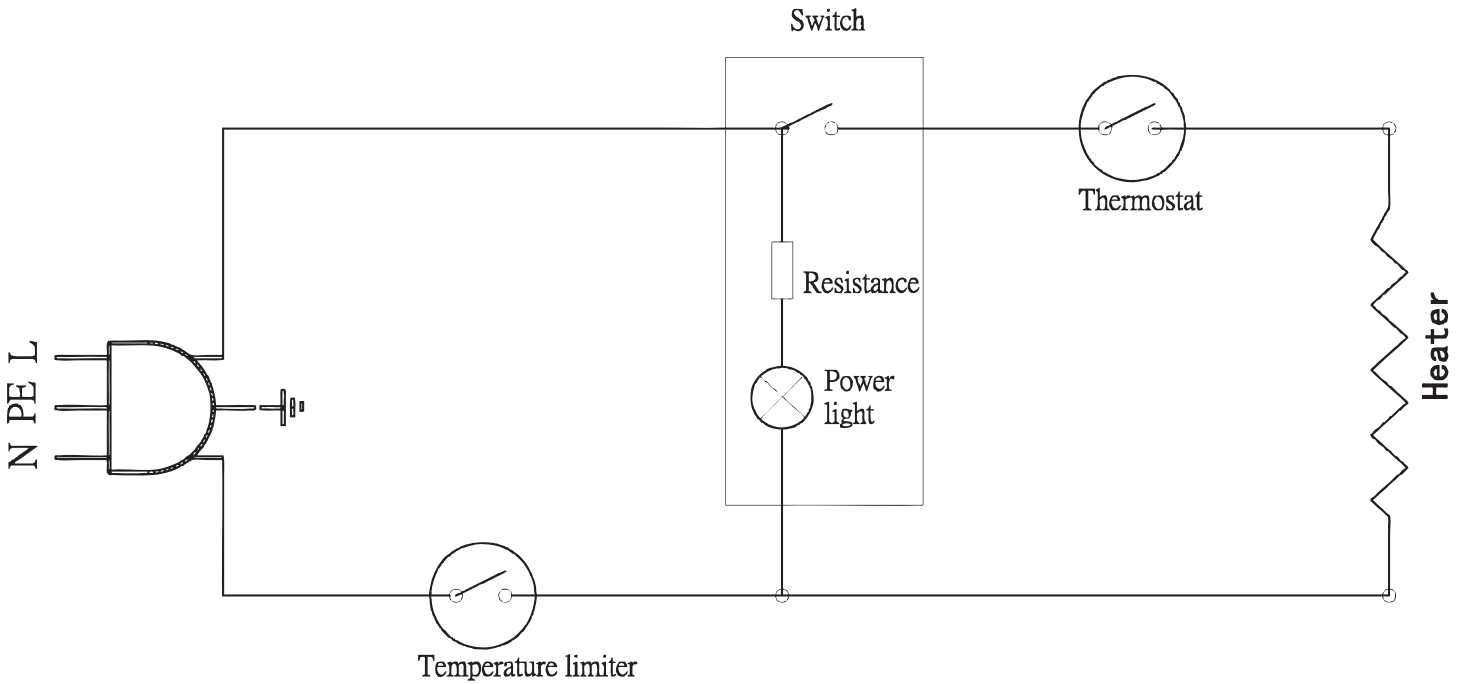 Switch
Thermostat
Resistance
Power
light
Heater
L
PE
N
Temperature limiter